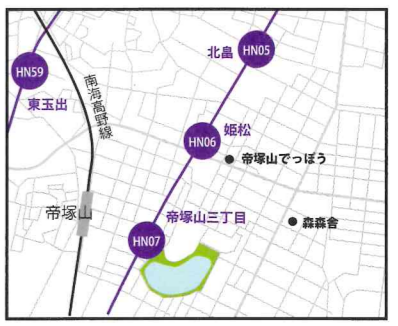 北畠
HN05
HN59
東玉出
南海高野線
姫松
HN06
帝塚山でっぽう
帝塚山
帝塚山三丁目
森森舎
HN07